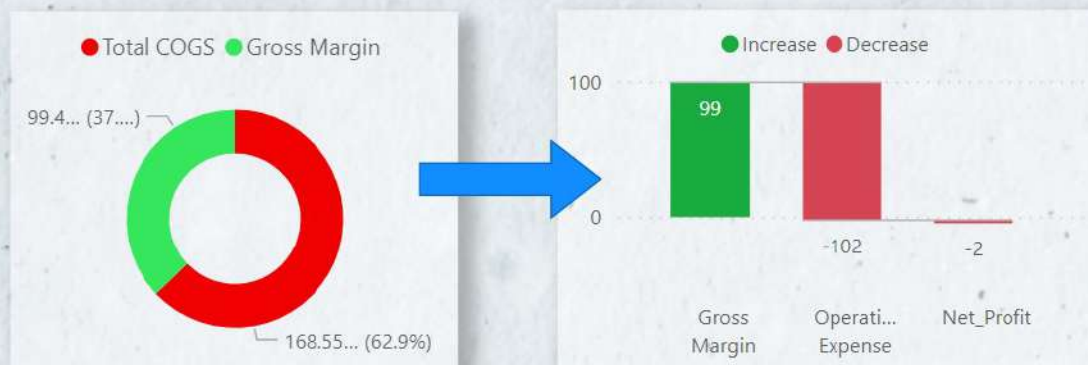 Total COGS Gross Margin
99.4... (37....)
168.55... (62.9%)
Increase Decrease
100
99
0
-102
-2
Gross
Margin
Operati...
Expense
Net_Profit